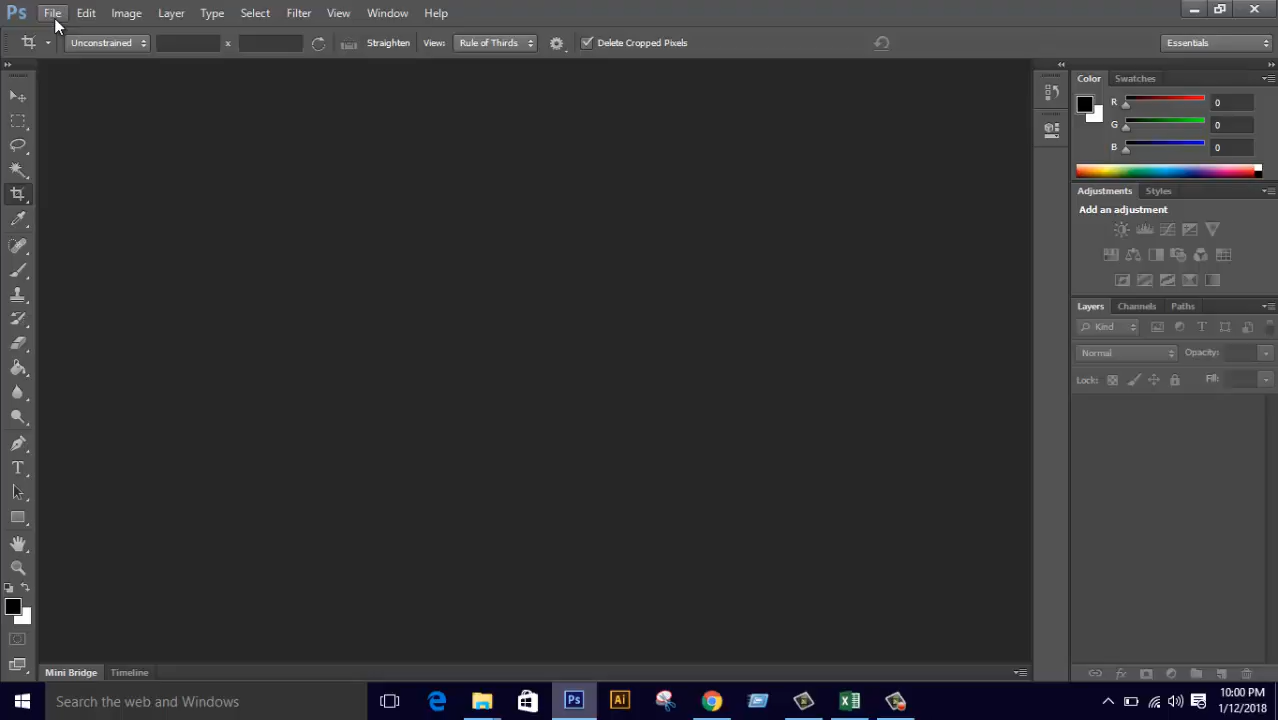 Ps File Edit Image Layer Type Select Filter View Window Help
Unconstrained x Straighten View: Rule of Thirds Delete Cropped Pixels Essentials
Color Swatches
R 0
G 0
B 0
Adjustments Styles
Add an adjustment
Layers Channels Paths
Kind
Normal Opacity:
Lock: Fill:
Mini Bridge Timeline
Search the web and Windows
Ps
Ai
10:00 PM
1/12/2018